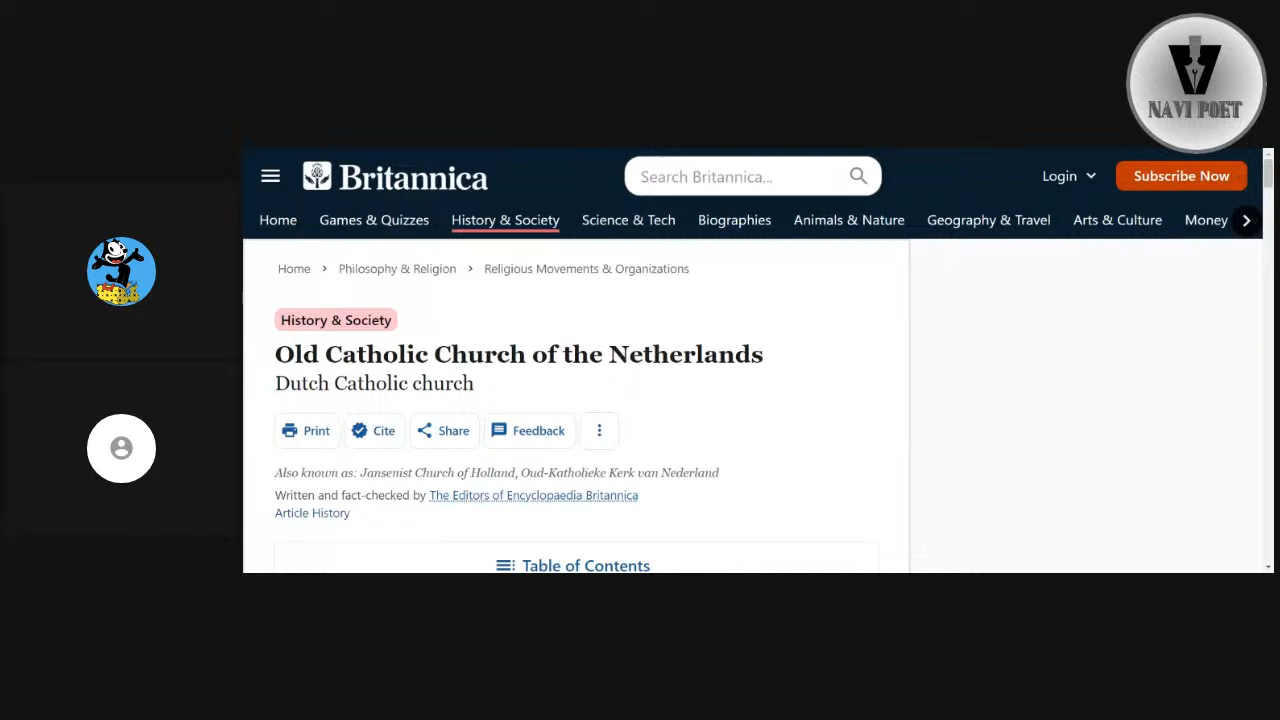 NAVI POET
Britannica
Search Britannica...
Login
Subscribe Now
Home Games & Quizzes History & Society Science & Tech Biographies Animals & Nature Geography & Travel Arts & Culture Money
Home > Philosophy & Religion > Religious Movements & Organizations
History & Society
Old Catholic Church of the Netherlands
Dutch Catholic church
Print Cite Share Feedback
Also known as: Jansenist Church of Holland, Oud-Katholieke Kerk van Nederland
Written and fact-checked by The Editors of Encyclopaedia Britannica
Article History
Table of Contents